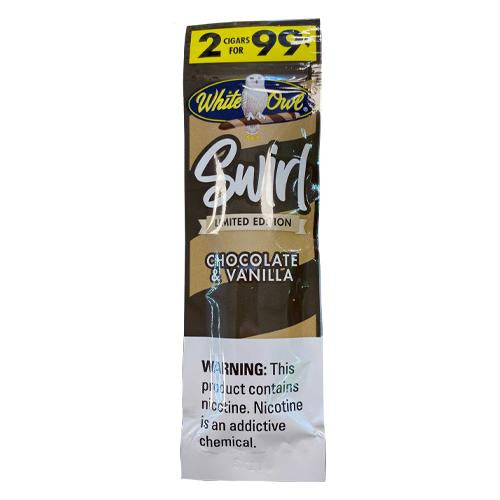 2 CIGARS FOR 99¢
White Owl®
Swirl
LIMITED EDITION
CHOCOLATE
& VANILLA
WARNING: This
product contains
nicotine. Nicotine
is an addictive
chemical.